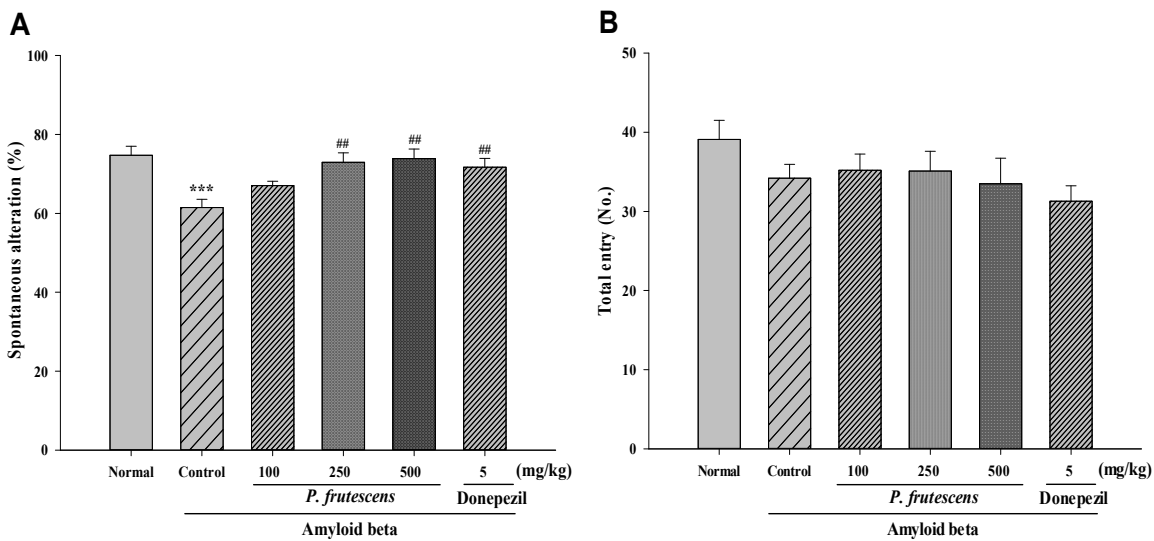 A
Spontaneous alteration (%)
100
80
60
40
20
0
***
##
##
##
Normal
Control
100
250
500
5
(mg/kg)
P. frutescens
Donepezil
Amyloid beta
B
Total entry (No.)
50
40
30
20
10
0
Normal
Control
100
250
500
5
(mg/kg)
P. frutescens
Donepezil
Amyloid beta